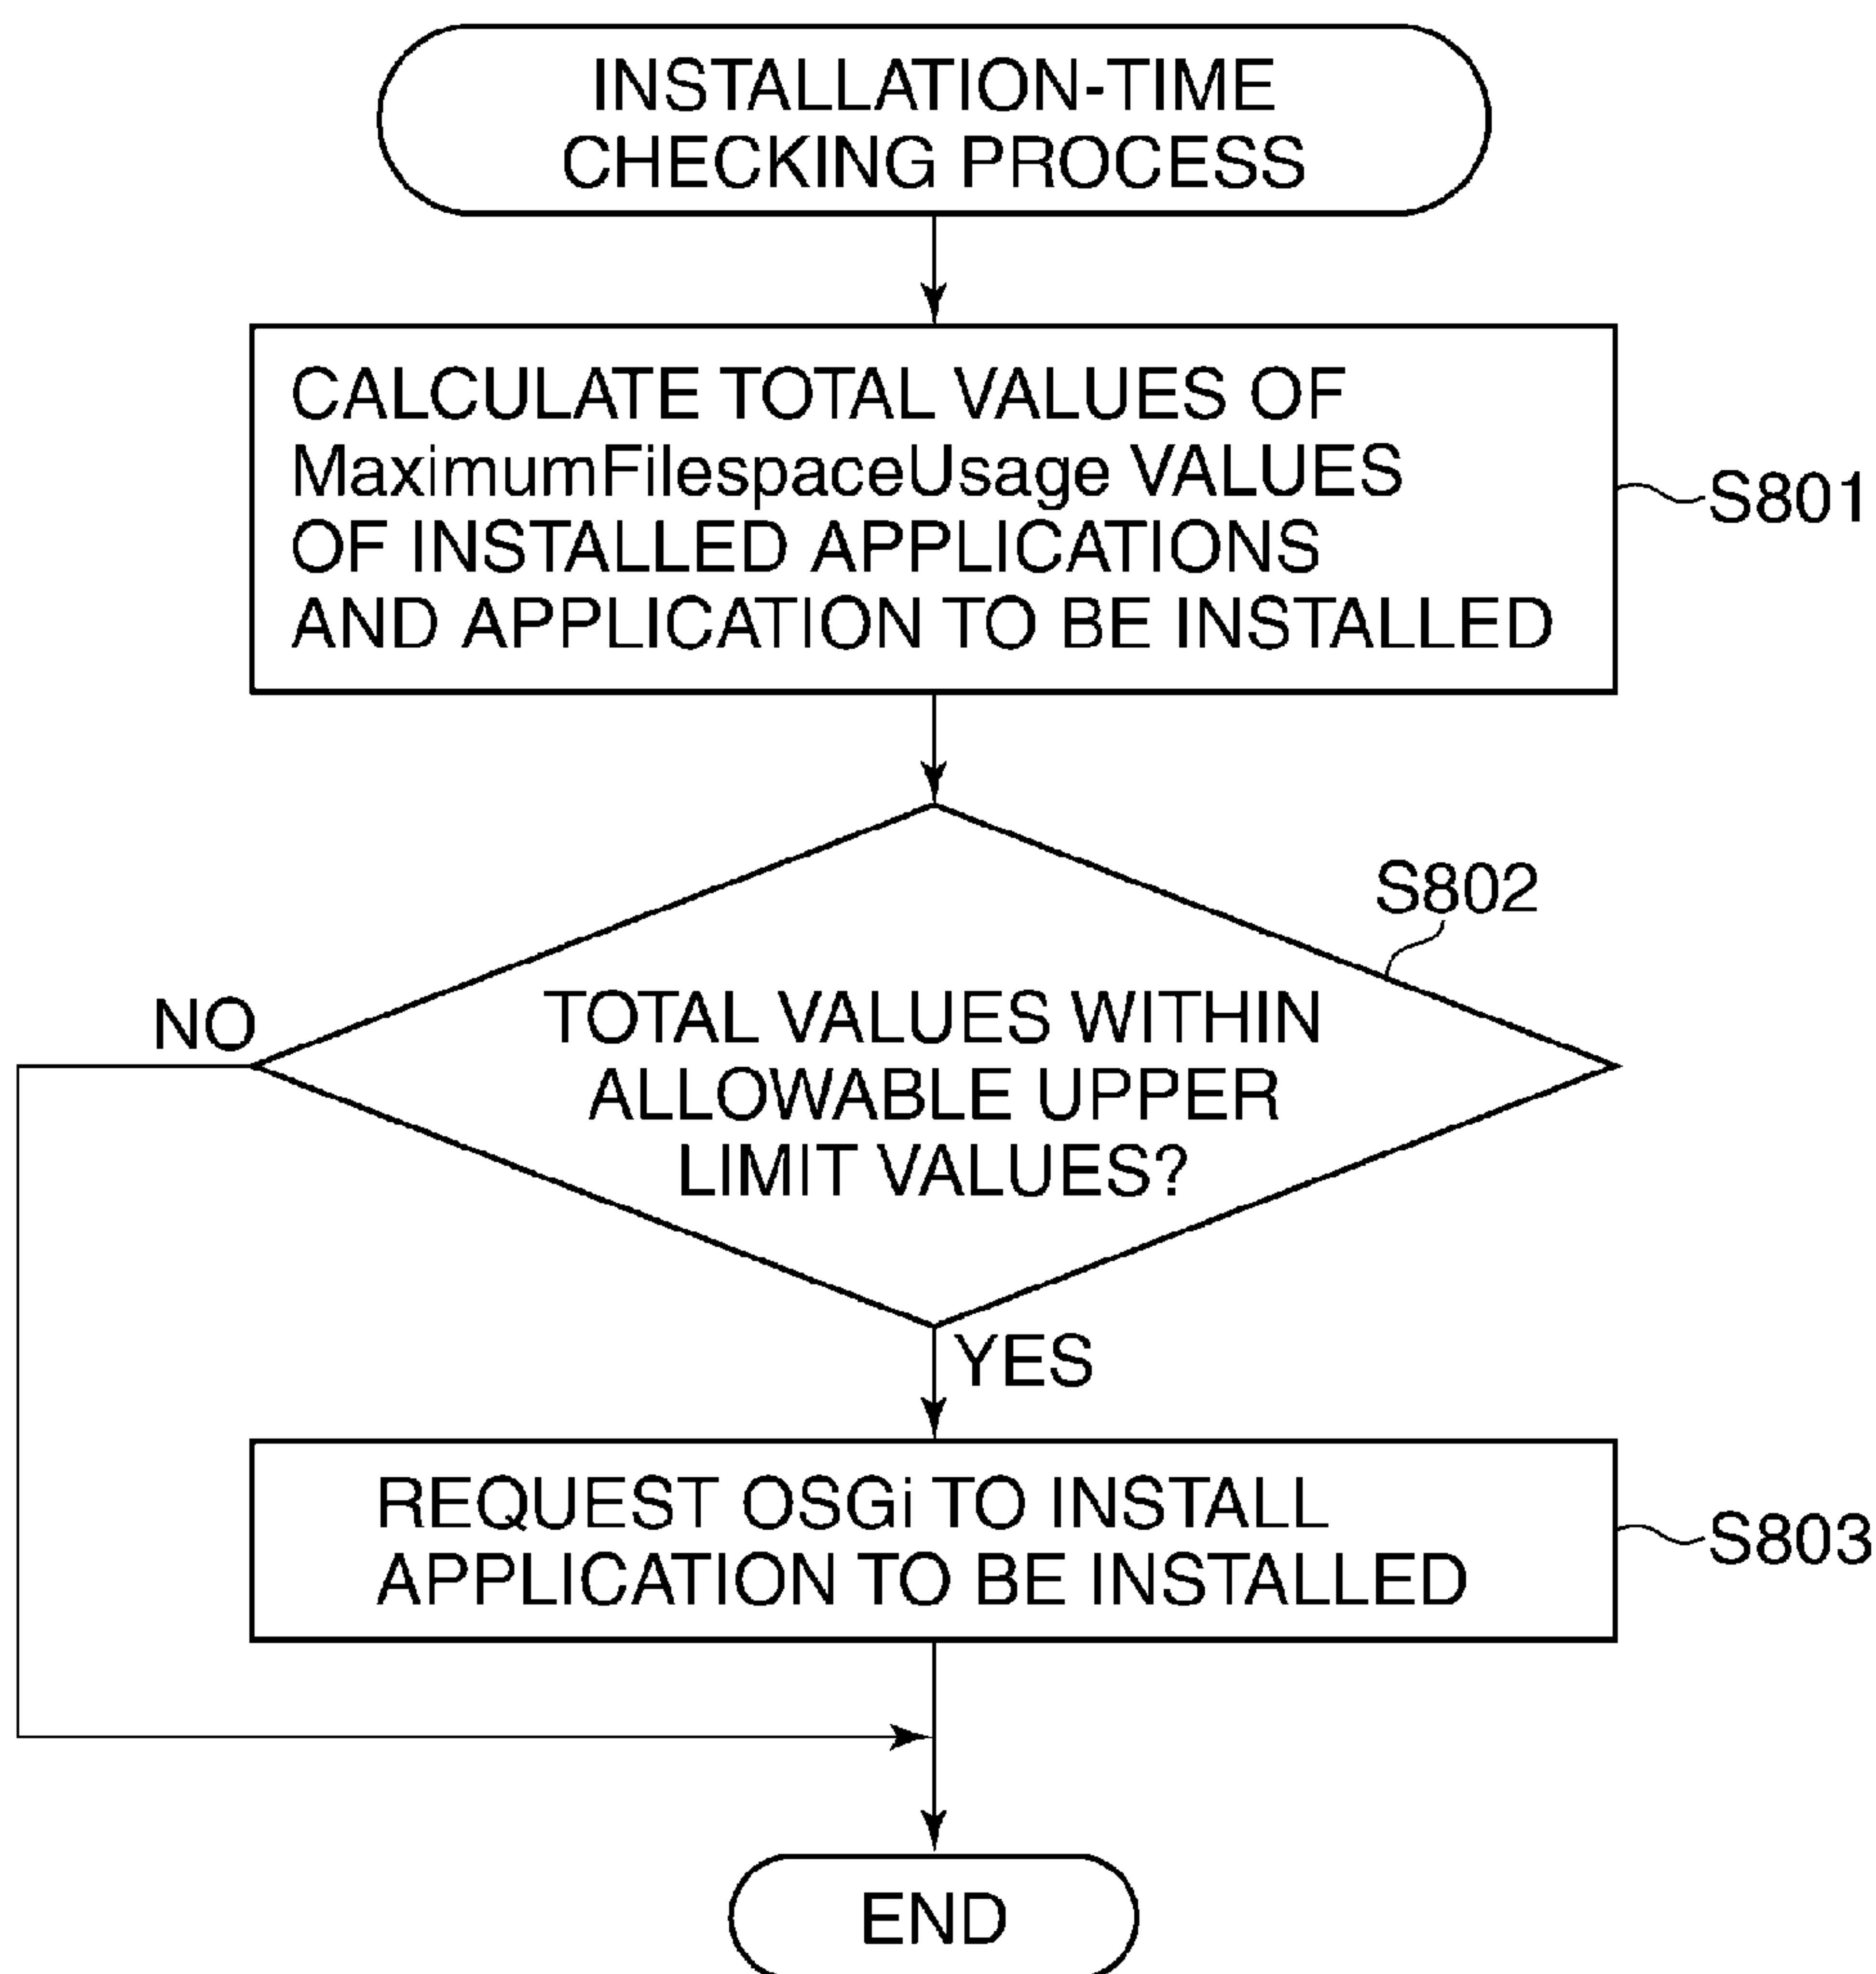 INSTALLATION-TIME
CHECKING PROCESS
CALCULATE TOTAL VALUES OF
MaximumFilespaceUsage VALUES
OF INSTALLED APPLICATIONS
AND APPLICATION TO BE INSTALLED
S801
S802
NO
TOTAL VALUES WITHIN
ALLOWABLE UPPER
LIMIT VALUES?
YES
REQUEST OSGi TO INSTALL
APPLICATION TO BE INSTALLED
S803
END